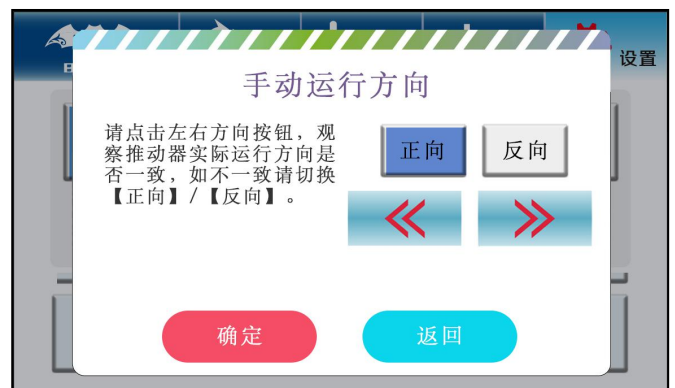 设置
手动运行方向
请点击左右方向按钮，观
察推动器实际运行方向是
否一致，如不一致请切换
【正向】/【反向】。
正向
反向
确定
返回